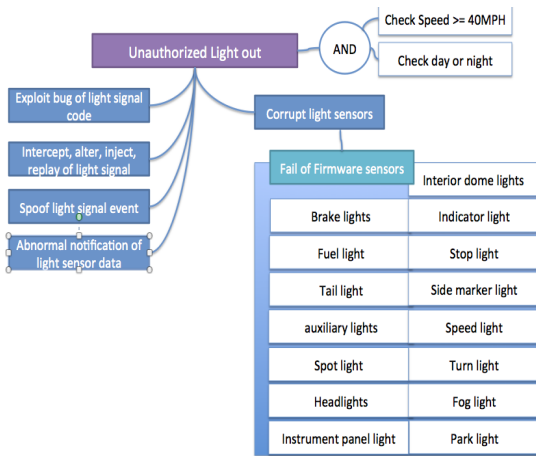 Unauthorized Light out
AND
Check Speed >= 40MPH
Check day or night
Exploit bug of light signal
code
Intercept, alter, inject,
replay of light signal
Spoof light signal event
Abnormal notification of
light sensor data
Corrupt light sensors
Fail of Firmware sensors
Interior dome lights
Brake lights
Indicator light
Fuel light
Stop light
Tail light
Side marker light
auxiliary lights
Speed light
Spot light
Turn light
Headlights
Fog light
Instrument panel light
Park light